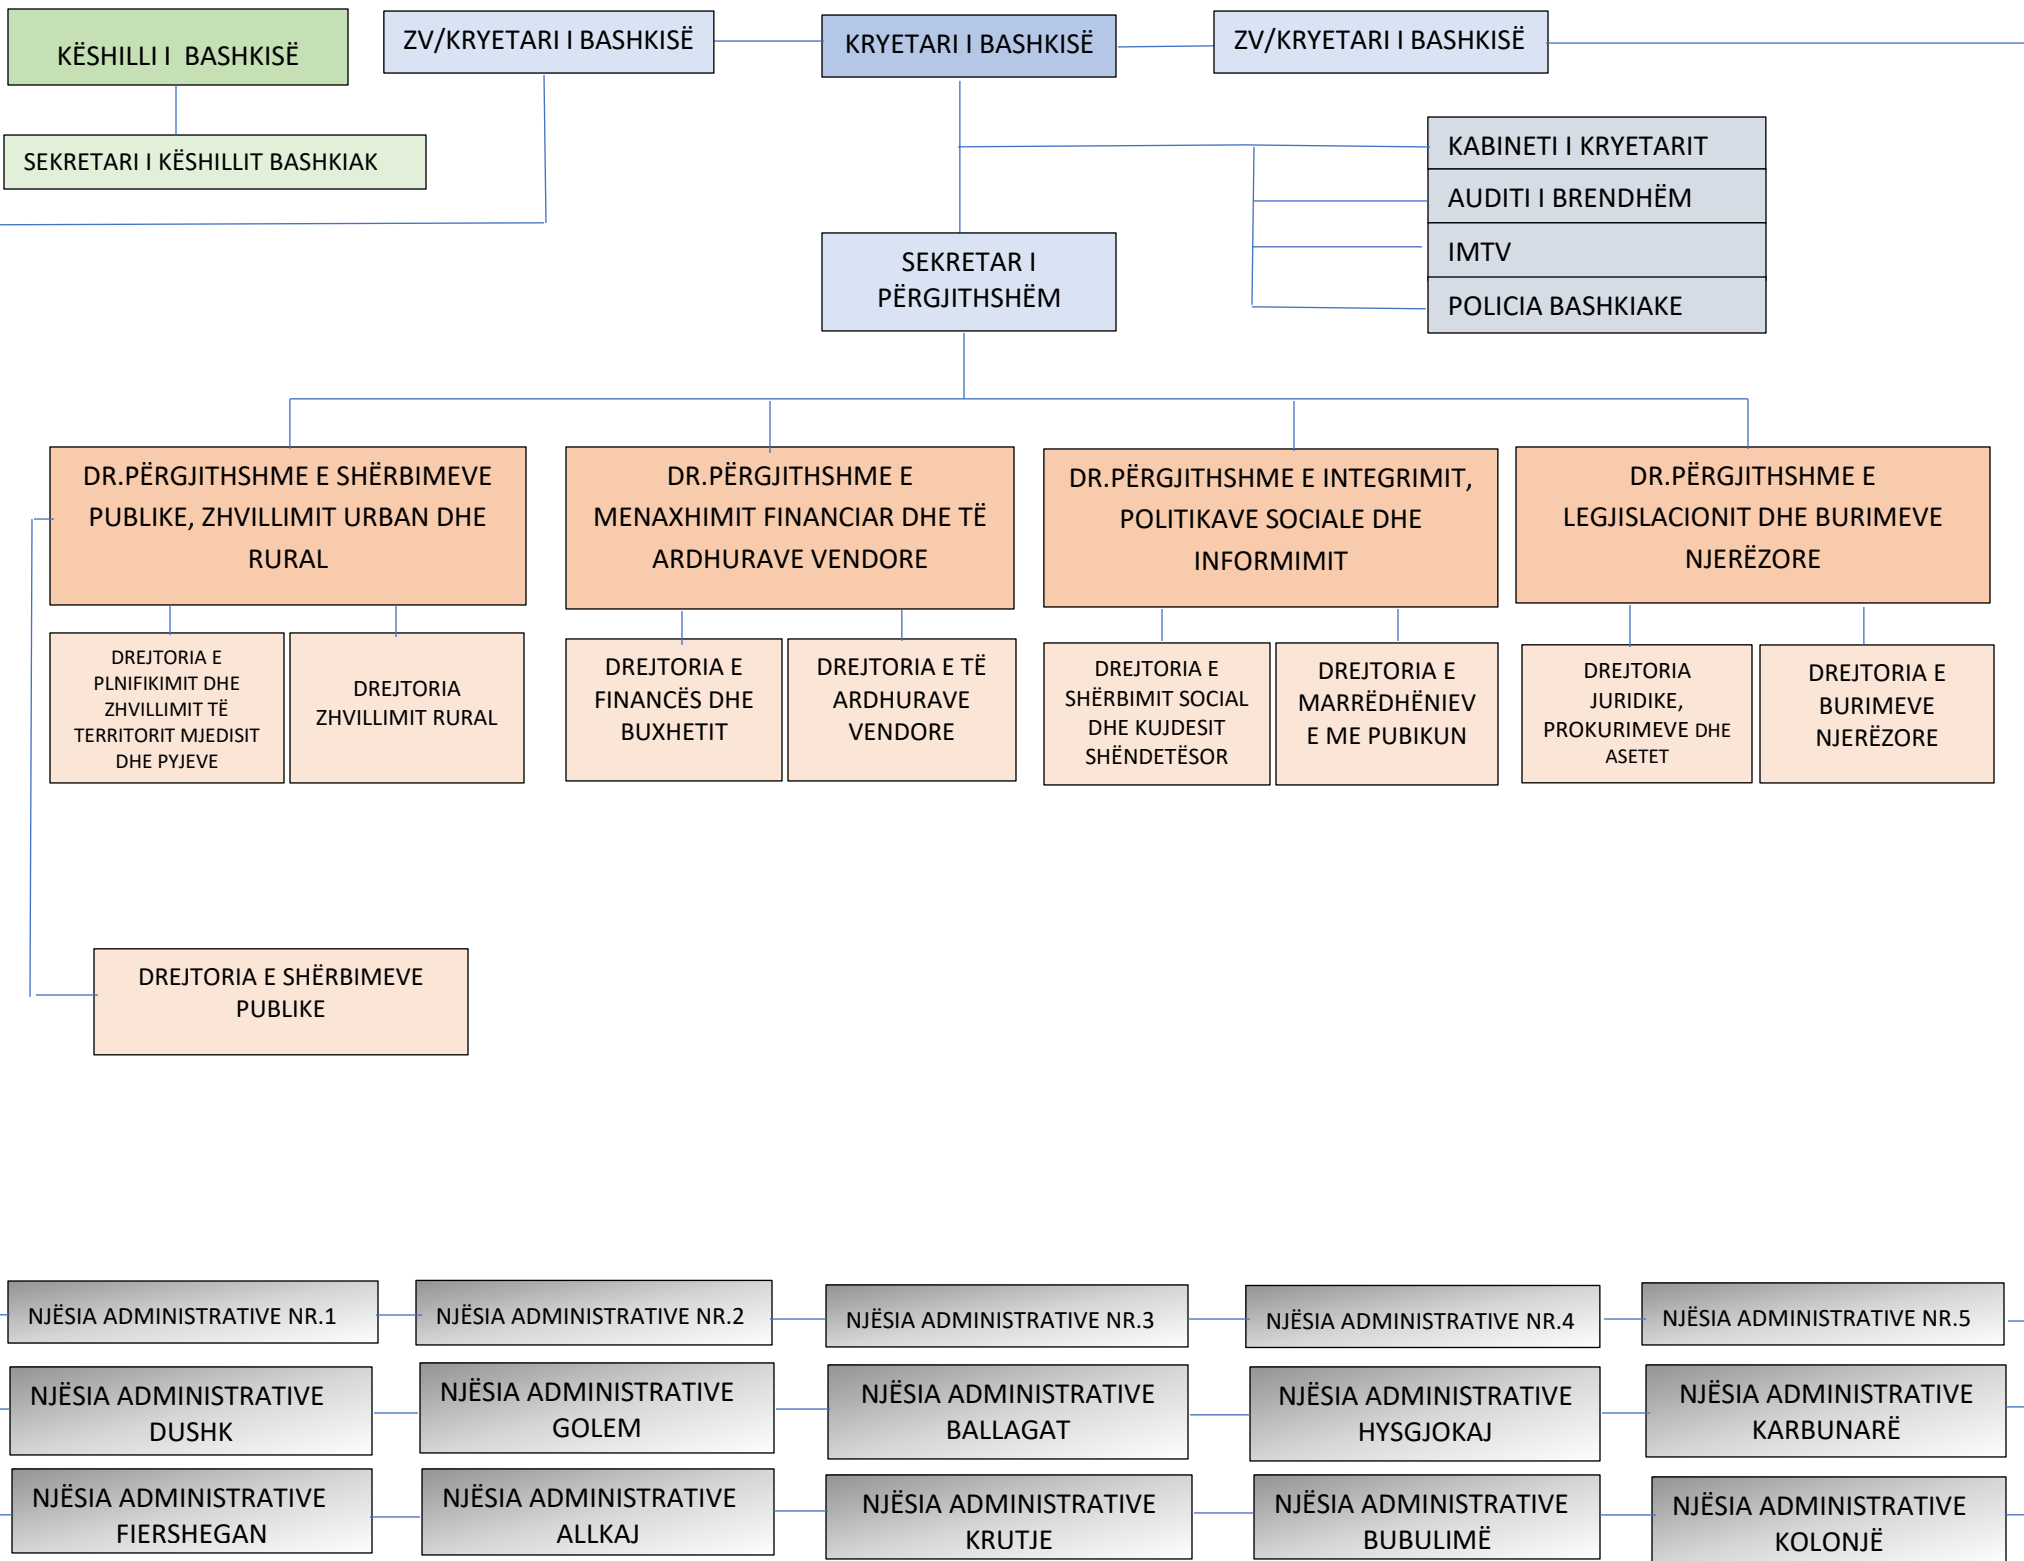 KËSHILLI I BASHKISË
ZV/KRYETARI I BASHKISË
KRYETARI I BASHKISË
ZV/KRYETARI I BASHKISË
SEKRETARI I KËSHILLIT BASHKIAK
KABINETI I KRYETARIT
AUDITI I BRENDHËM
IMTV
POLICIA BASHKIAKE
SEKRETAR I
PËRGJITHSHËM
DR.PËRGJITHSHME E SHËRBIMEVE
PUBLIKE, ZHVILLIMIT URBAN DHE
RURAL
DR.PËRGJITHSHME E
MENAXHIMIT FINANCIAR DHE TË
ARDHURAVE VENDORE
DR.PËRGJITHSHME E INTEGRIMIT,
POLITIKAVE SOCIALE DHE
INFORMIMIT
DR.PËRGJITHSHME E
LEGJISLACIONIT DHE BURIMEVE
NJERËZORE
DREJTORIA E
PLNIFIKIMIT DHE
ZHVILLIMIT TË
TERRITORIT MJEDISIT
DHE PYJEVE
DREJTORIA
ZHVILLIMIT RURAL
DREJTORIA E
FINANCËS DHE
BUXHETIT
DREJTORIA E TË
ARDHURAVE
VENDORE
DREJTORIA E
SHËRBIMIT SOCIAL
DHE KUJDESIT
SHËNDETËSOR
DREJTORIA E
MARRËDHËNIEV
E ME PUBIKUN
DREJTORIA
JURIDIKE,
PROKURIMEVE DHE
ASETET
DREJTORIA E
BURIMEVE
NJERËZORE
DREJTORIA E SHËRBIMEVE
PUBLIKE
NJËSIA ADMINISTRATIVE NR.1
NJËSIA ADMINISTRATIVE NR.2
NJËSIA ADMINISTRATIVE NR.3
NJËSIA ADMINISTRATIVE NR.4
NJËSIA ADMINISTRATIVE NR.5
NJËSIA ADMINISTRATIVE
DUSHK
NJËSIA ADMINISTRATIVE
GOLEM
NJËSIA ADMINISTRATIVE
BALLAGAT
NJËSIA ADMINISTRATIVE
HYSGJOKAJ
NJËSIA ADMINISTRATIVE
KARBUNARË
NJËSIA ADMINISTRATIVE
FIERSHEGAN
NJËSIA ADMINISTRATIVE
ALLKAJ
NJËSIA ADMINISTRATIVE
KRUTJE
NJËSIA ADMINISTRATIVE
BUBULIMË
NJËSIA ADMINISTRATIVE
KOLONJË